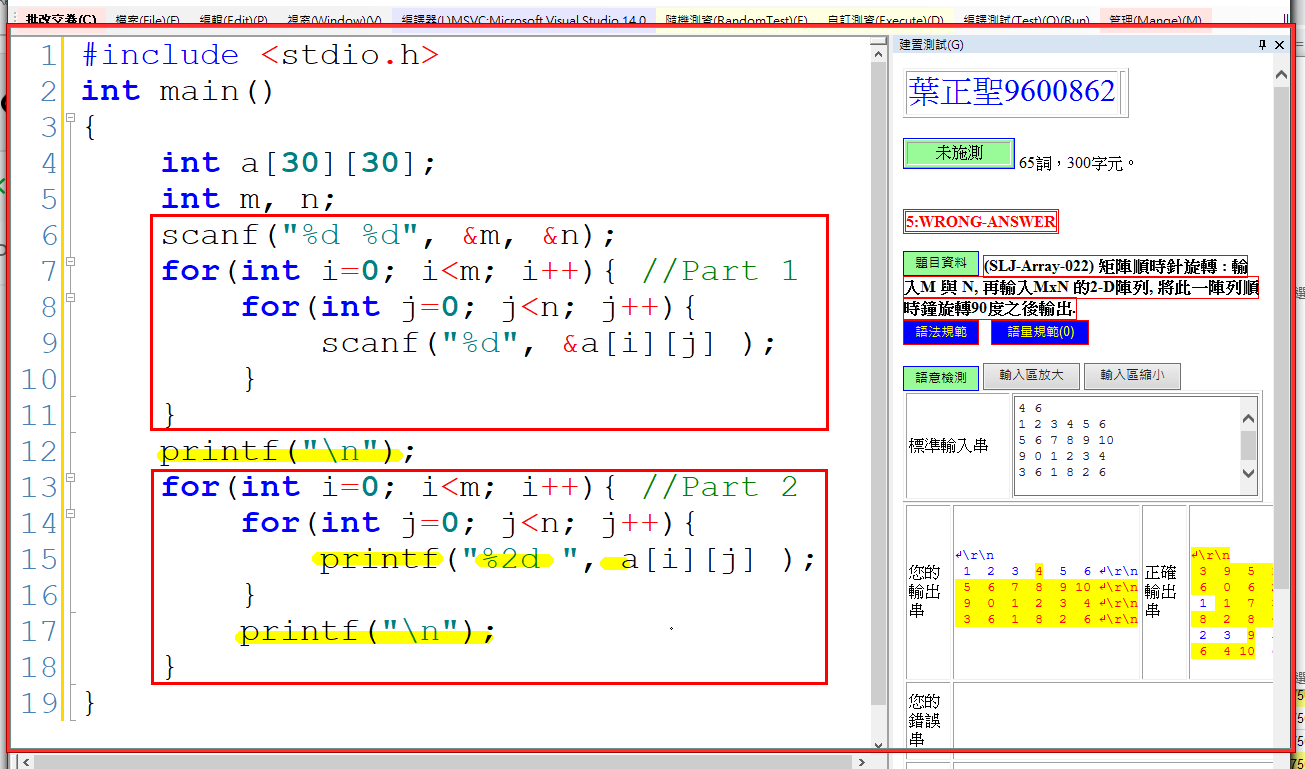 批改交義(C) 檔案(File)(F) 編輯(Edit)(P) 視窗(Window)(V) 編譯器(L)MSVC:Microsoft Visual Studio 14.0 隨機測資(RandomTest)(E) 自訂測資(Execute)(D) 編譯測試(Test)(O)(Run) 管理(Mange)(M)
1 #include <stdio.h>
2 int main()
3 {
4 int a[30][30];
5 int m, n;
6 scanf("%d %d", &m, &n);
7 for(int i=0; i<m; i++){ //Part 1
8 for(int j=0; j<n; j++){
9 scanf("%d", &a[i][j] );
10 }
11 }
12 printf("\n");
13 for(int i=0; i<m; i++){ //Part 2
14 for(int j=0; j<n; j++){
15 printf("%2d ", a[i][j] );
16 }
17 printf("\n");
18 }
19 }
建置測試(G)
葉正聖9600862
未施測 65詞，300字元。
5:WRONG-ANSWER
題目資料 (SLJ-Array-022) 矩陣順時針旋轉 : 輸
入M 與 N, 再輸入MxN 的2-D陣列, 將此一陣列順
時鐘旋轉90度之後輸出.
語法規範 語量規範(0)
語意檢測 輸入區放大 輸入區縮小
標準輸入串
4 6
1 2 3 4 5 6
5 6 7 8 9 10
9 0 1 2 3 4
3 6 1 8 2 6
您的
輸出
串
↲\r\n
1 2 3 4 5 6 ↲\r\n
5 6 7 8 9 10 ↲\r\n
9 0 1 2 3 4 ↲\r\n
3 6 1 8 2 6 ↲\r\n
正確
輸出
串
↲\r\n
3 9 5
6 0 6
1 1 7
8 2 8
2 3 9
6 4 10
您的
錯誤
串